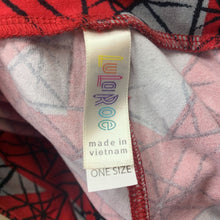 LuLaRoe
made in
vietnam
ONE SIZE